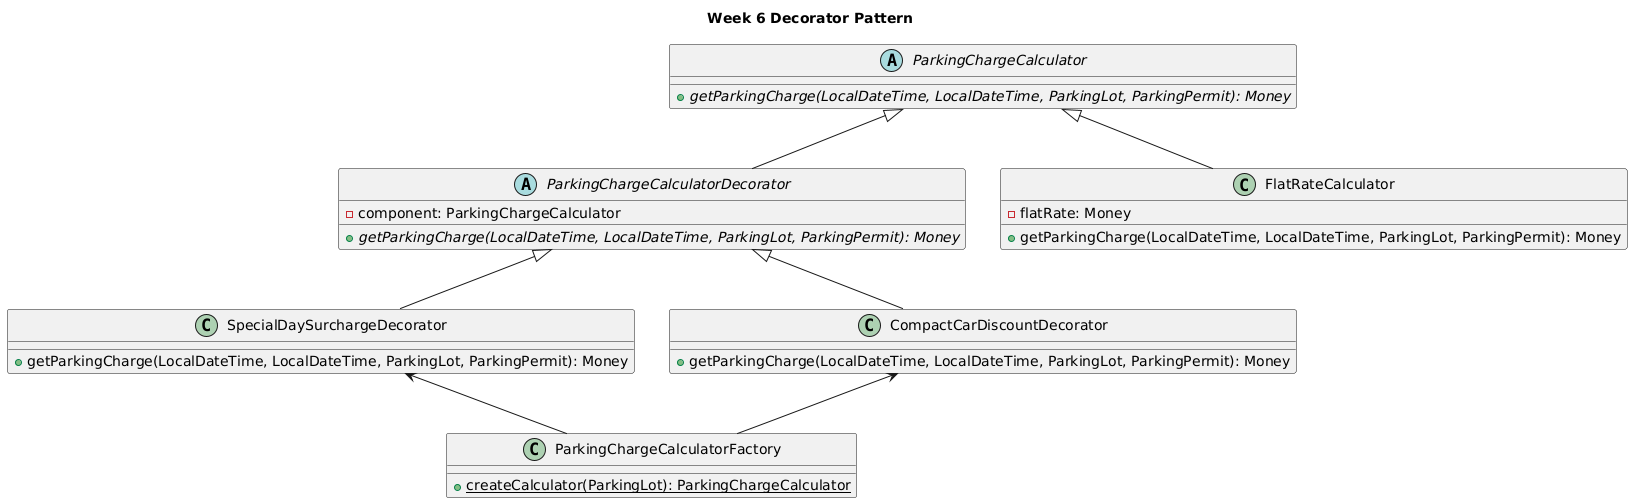 Week 6 Decorator Pattern
A ParkingChargeCalculator
getParkingCharge(LocalDateTime, LocalDateTime, ParkingLot, ParkingPermit): Money
A ParkingChargeCalculatorDecorator
component: ParkingChargeCalculator
getParkingCharge(LocalDateTime, LocalDateTime, ParkingLot, ParkingPermit): Money
C FlatRateCalculator
flatRate: Money
getParkingCharge(LocalDateTime, LocalDateTime, ParkingLot, ParkingPermit): Money
C SpecialDaySurchargeDecorator
getParkingCharge(LocalDateTime, LocalDateTime, ParkingLot, ParkingPermit): Money
C CompactCarDiscountDecorator
getParkingCharge(LocalDateTime, LocalDateTime, ParkingLot, ParkingPermit): Money
C ParkingChargeCalculatorFactory
createCalculator(ParkingLot): ParkingChargeCalculator